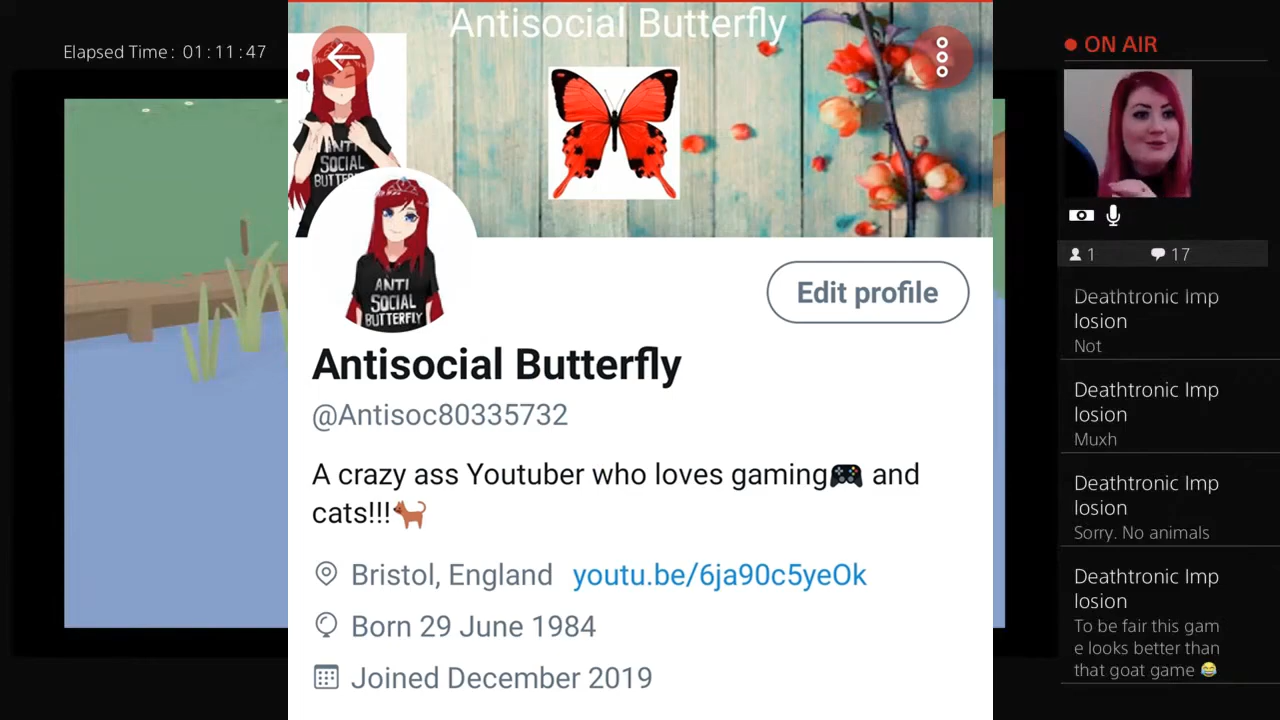 Antisocial Butterfly
Elapsed Time: 01:11:47
ON AIR
ANTI
SOCIAL
BUTTERF
ANTI
SOCIAL
BUTTERFLY
Edit profile
Antisocial Butterfly
@Antisoc80335732
A crazy ass Youtuber who loves gaming🎮 and
cats!!!🐈
Bristol, England youtu.be/6ja90c5yeOk
Born 29 June 1984
Joined December 2019
1 17
Deathtronic Imp
losion
Not
Deathtronic Imp
losion
Muxh
Deathtronic Imp
losion
Sorry. No animals
Deathtronic Imp
losion
To be fair this gam
e looks better than
that goat game 😂